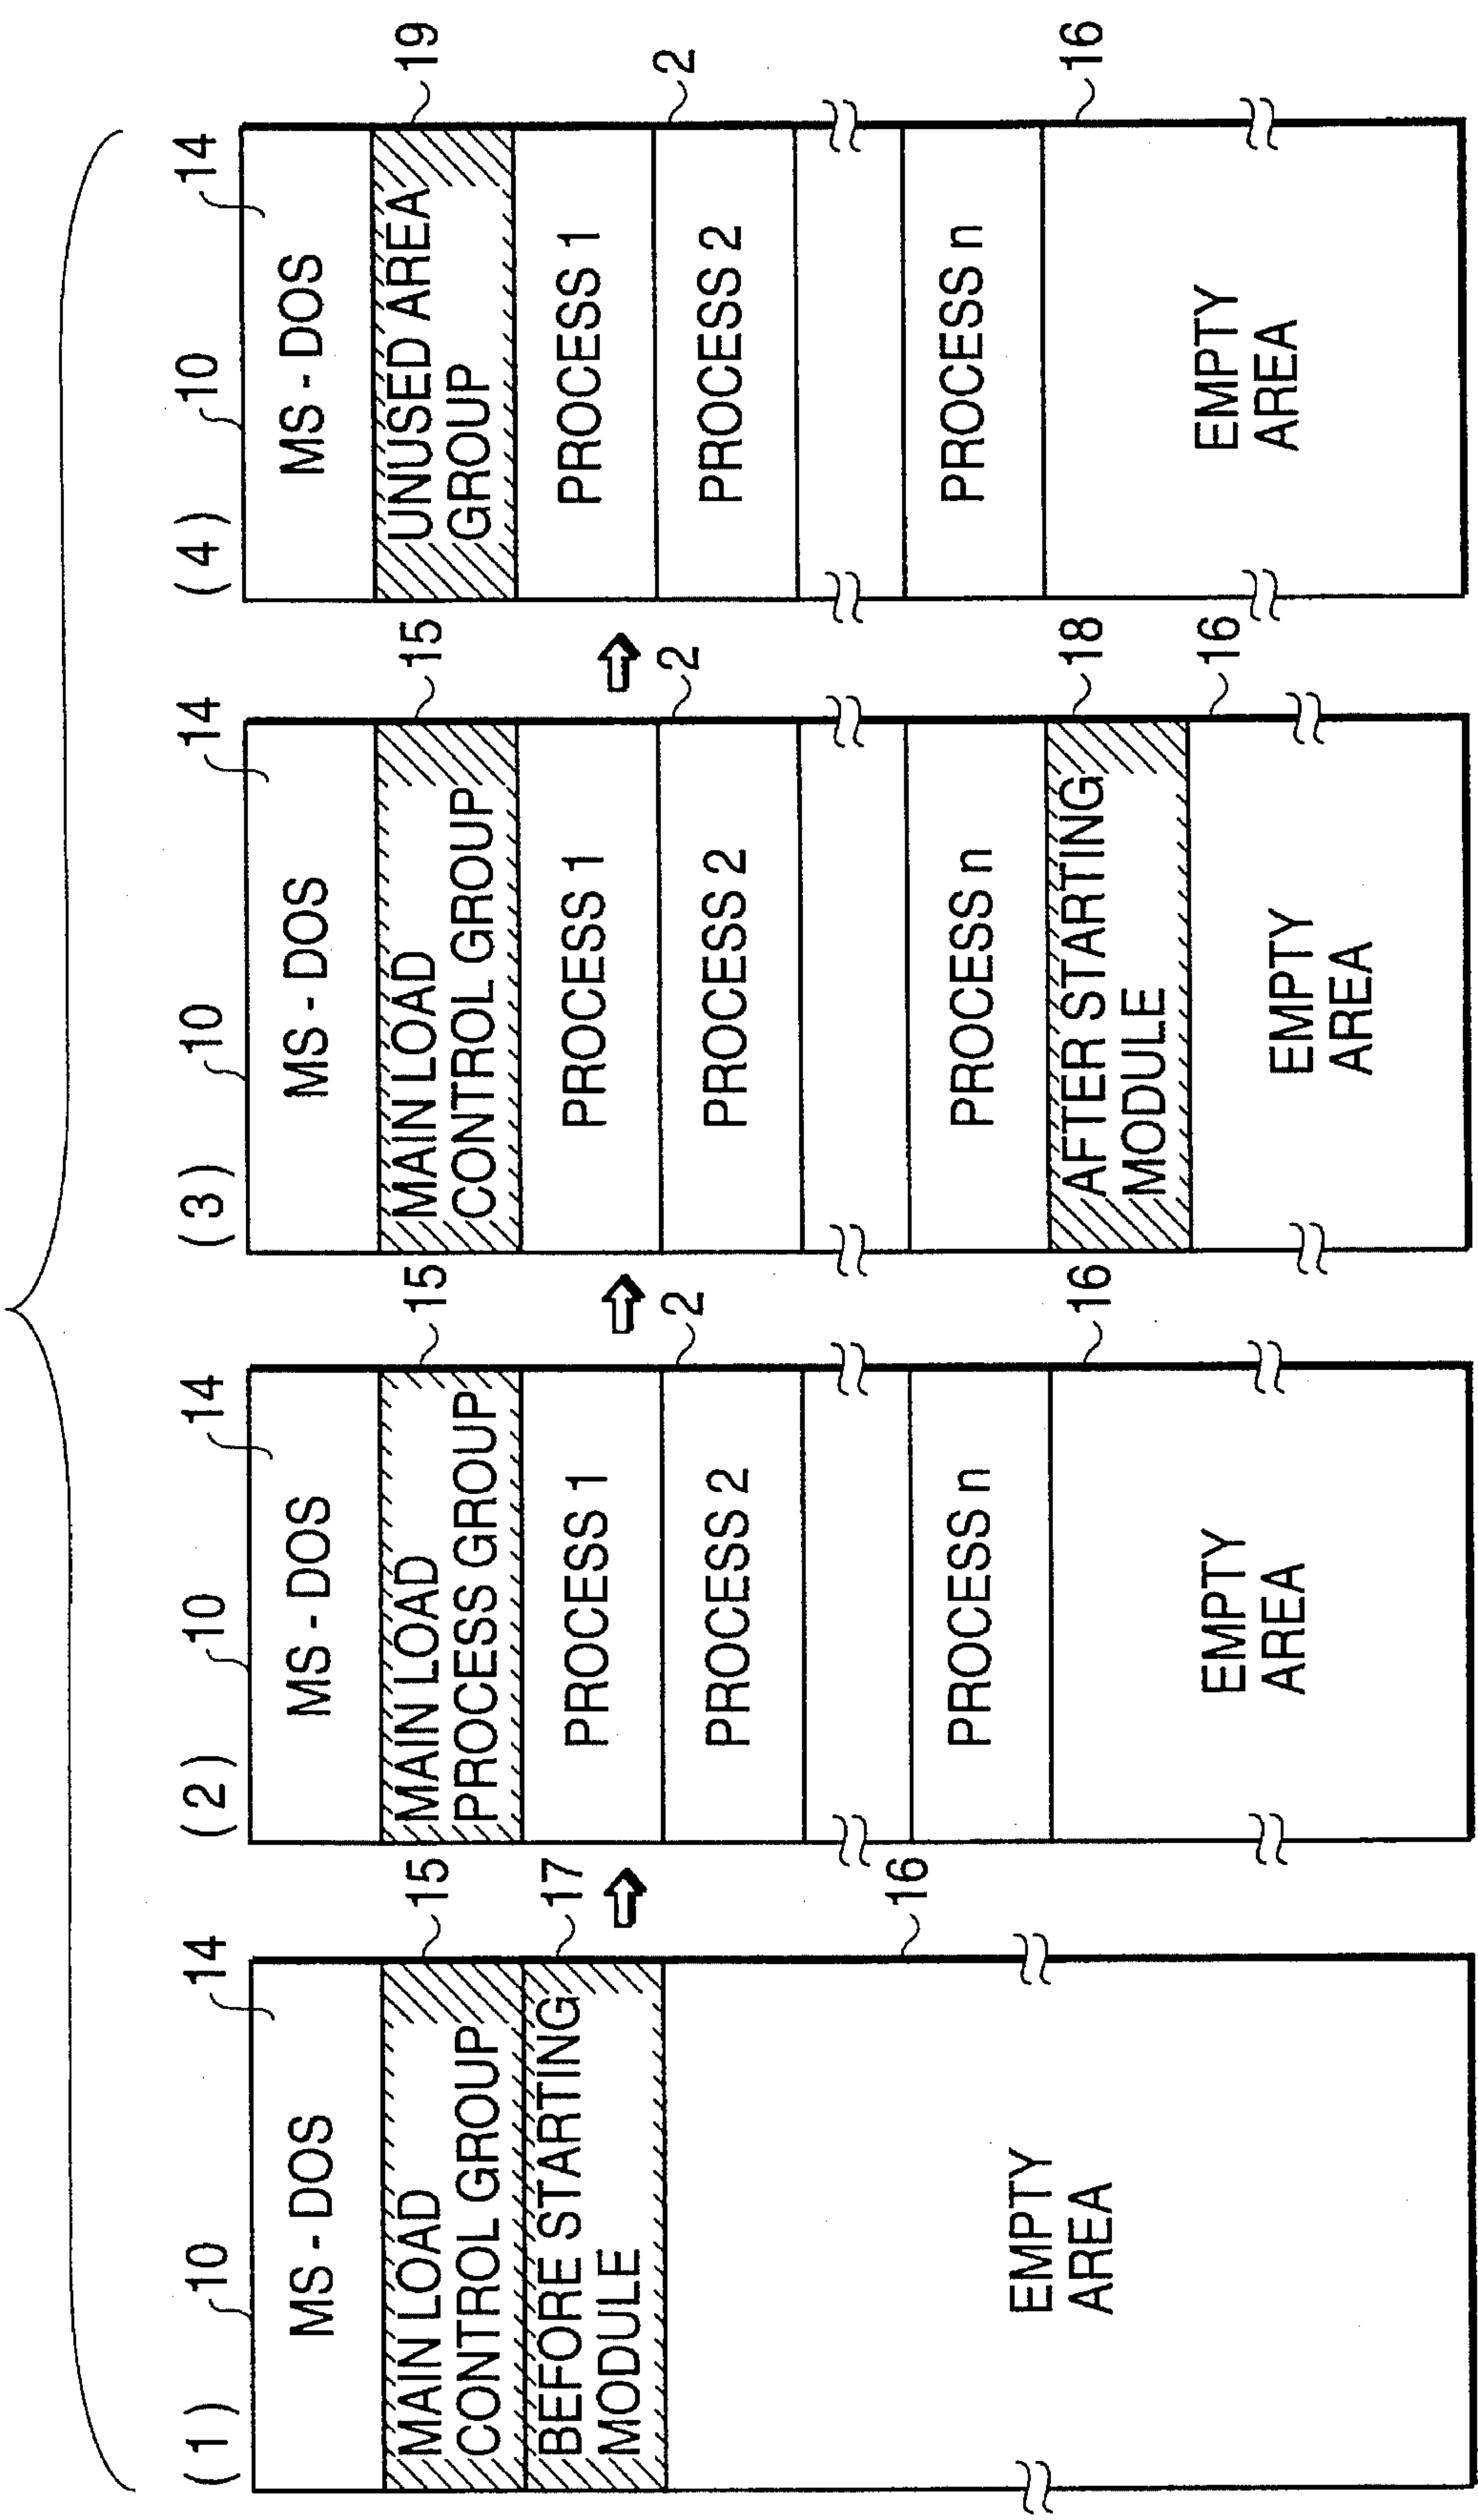 (1)
10
14
MS-DOS
MAIN LOAD
CONTROL GROUP
15
BEFORE STARTING
MODULE
17
EMPTY
AREA
16
(2)
10
14
MS-DOS
MAIN LOAD
PROCESS GROUP
15
PROCESS 1
PROCESS 2
2
PROCESS n
EMPTY
AREA
16
(3)
10
14
MS-DOS
MAIN LOAD
CONTROL GROUP
15
PROCESS 1
PROCESS 2
2
PROCESS n
AFTER STARTING
MODULE
18
EMPTY
AREA
16
(4)
10
14
MS-DOS
UNUSED AREA
GROUP
19
PROCESS 1
PROCESS 2
2
PROCESS n
EMPTY
AREA
16